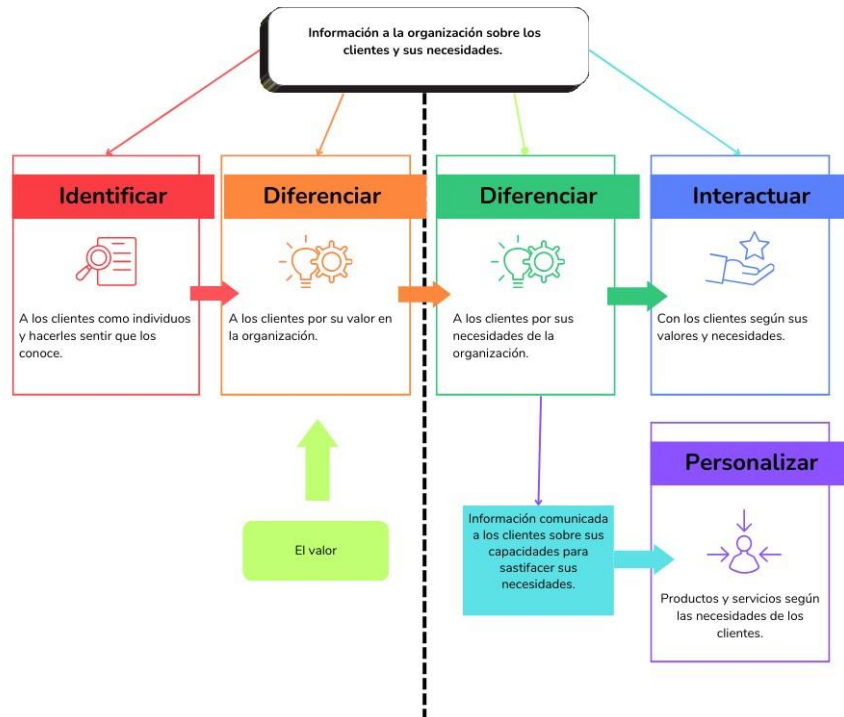 Información a la organización sobre los
clientes y sus necesidades.
Identificar
A los clientes como individuos
y hacerles sentir que los
conoce.
Diferenciar
A los clientes por su valor en
la organización.
Diferenciar
A los clientes por sus
necesidades de la
organización.
Interactuar
Con los clientes según sus
valores y necesidades.
El valor
Información comunicada
a los clientes sobre sus
capacidades para
sastifacer sus
necesidades.
Personalizar
Productos y servicios según
las necesidades de los
clientes.